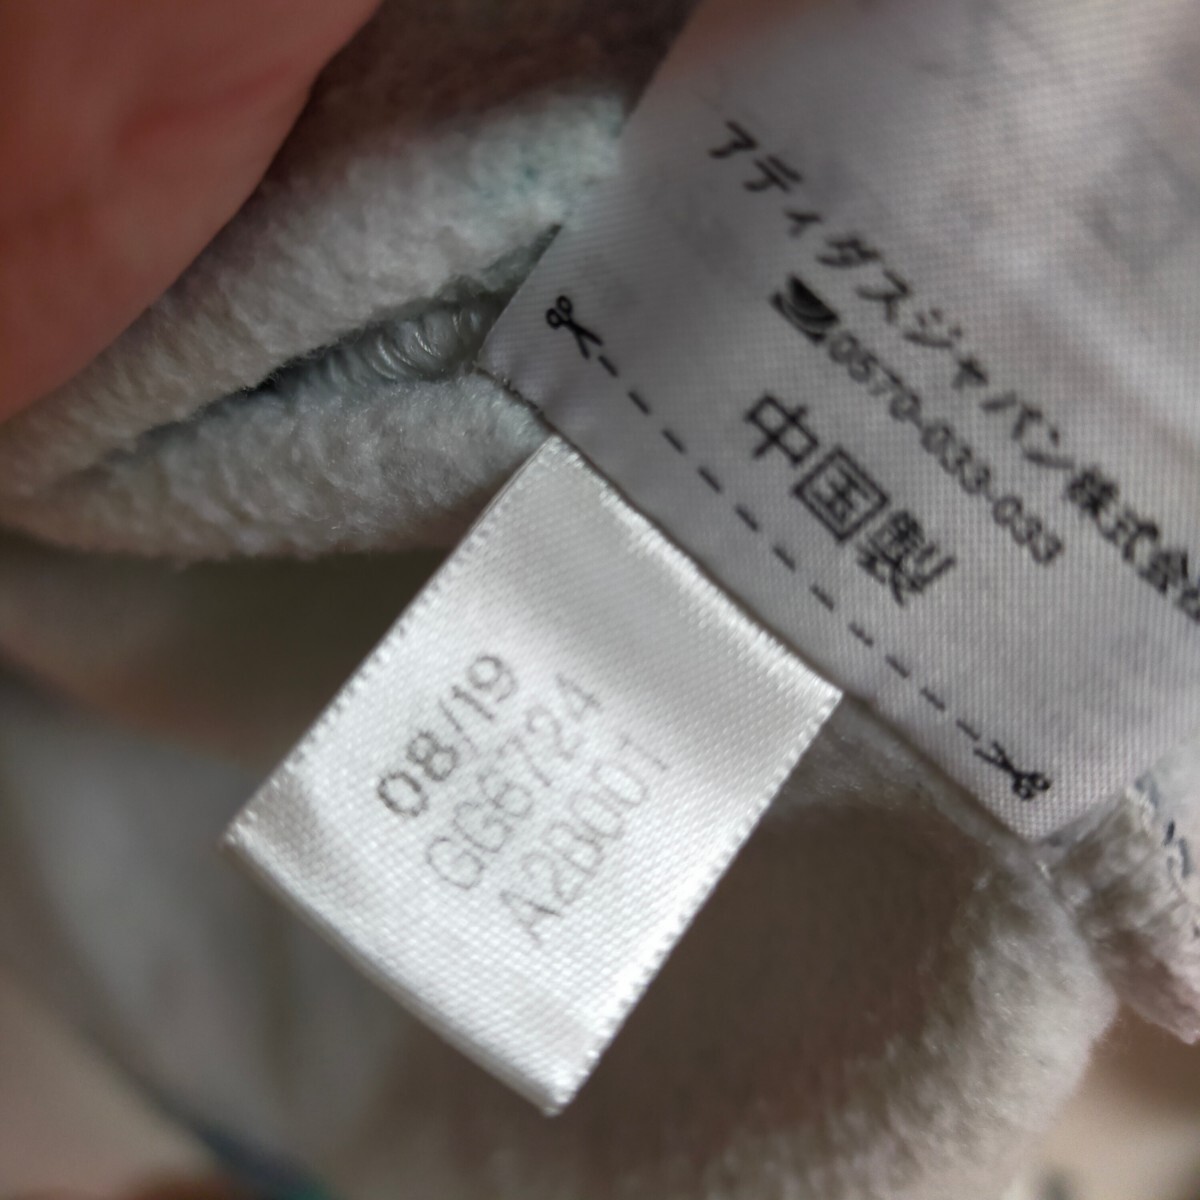 アディダスジャパン株式会社
0570-033-033
中国製
08/19
GG6724
A2B001